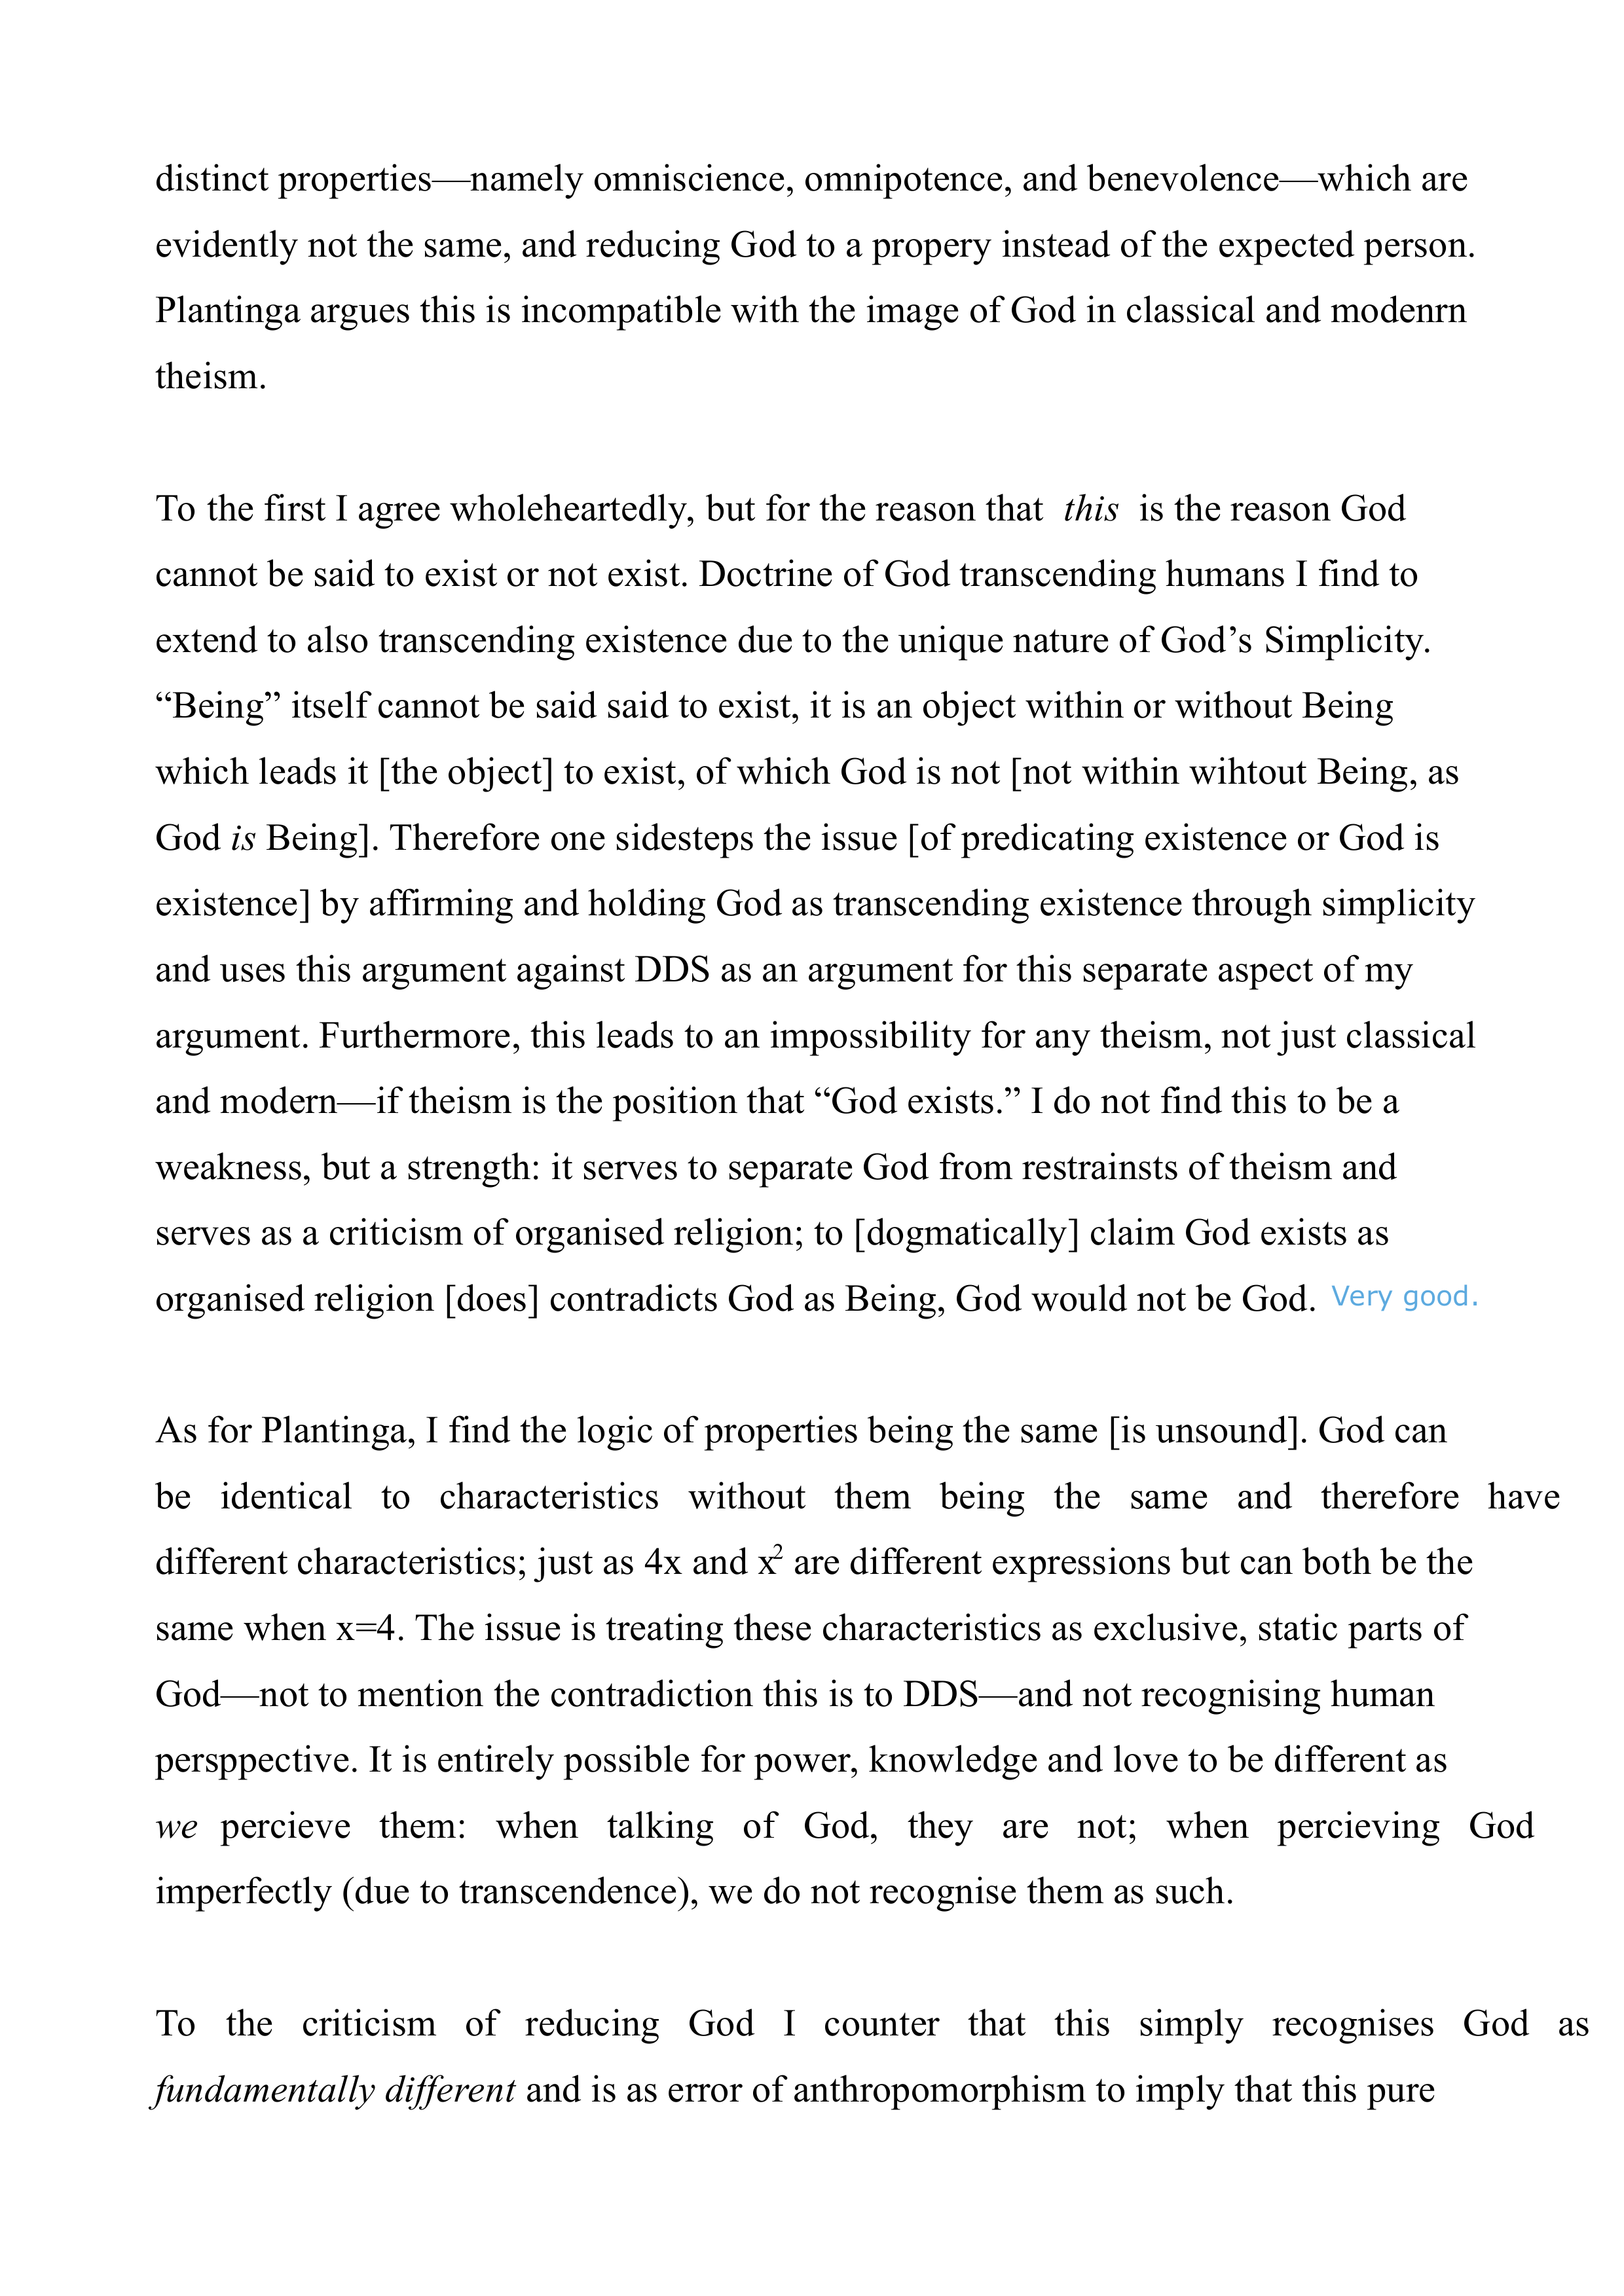 distinct properties—namely omniscience, omnipotence, and benevolence—which are
evidently not the same, and reducing God to a propery instead of the expected person.
Plantinga argues this is incompatible with the image of God in classical and modenrn
theism.
To the first I agree wholeheartedly, but for the reason that this is the reason God
cannot be said to exist or not exist. Doctrine of God transcending humans I find to
extend to also transcending existence due to the unique nature of God’s Simplicity.
“Being” itself cannot be said said to exist, it is an object within or without Being
which leads it [the object] to exist, of which God is not [not within wihtout Being, as
God is Being]. Therefore one sidesteps the issue [of predicating existence or God is
existence] by affirming and holding God as transcending existence through simplicity
and uses this argument against DDS as an argument for this separate aspect of my
argument. Furthermore, this leads to an impossibility for any theism, not just classical
and modern—if theism is the position that “God exists.” I do not find this to be a
weakness, but a strength: it serves to separate God from restrainsts of theism and
serves as a criticism of organised religion; to [dogmatically] claim God exists as
organised religion [does] contradicts God as Being, God would not be God. Very good.
As for Plantinga, I find the logic of properties being the same [is unsound]. God can
be identical to characteristics without them being the same and therefore have
different characteristics; just as 4x and x² are different expressions but can both be the
same when x=4. The issue is treating these characteristics as exclusive, static parts of
God—not to mention the contradiction this is to DDS—and not recognising human
persppective. It is entirely possible for power, knowledge and love to be different as
we percieve them: when talking of God, they are not; when percieving God
imperfectly (due to transcendence), we do not recognise them as such.
To the criticism of reducing God I counter that this simply recognises God as
fundamentally different and is as error of anthropomorphism to imply that this pure